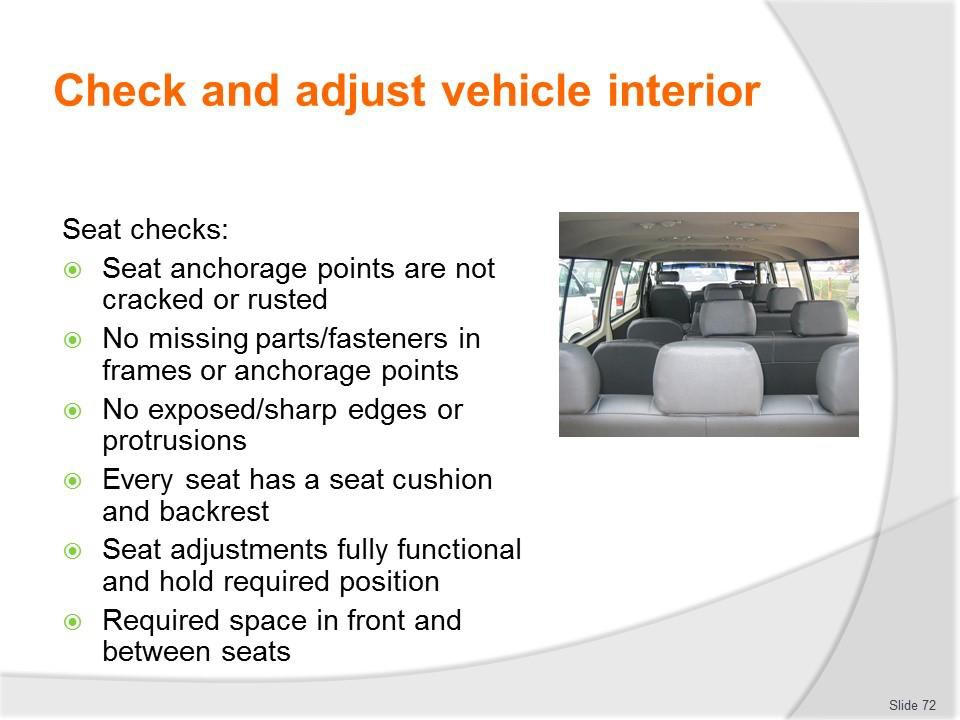 Check and adjust vehicle interior
Seat checks:
Seat anchorage points are not
cracked or rusted
No missing parts/fasteners in
frames or anchorage points
No exposed/sharp edges or
protrusions
Every seat has a seat cushion
and backrest
Seat adjustments fully functional
and hold required position
Required space in front and
between seats
Slide 72